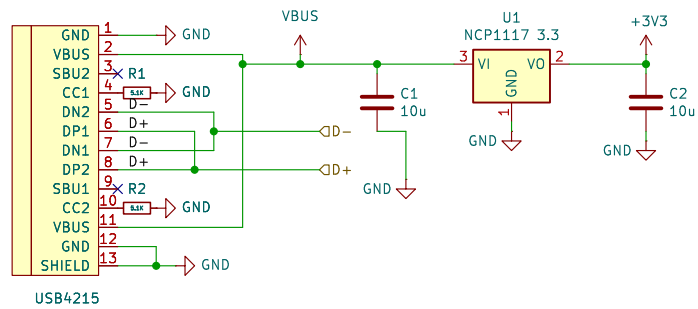 VBUS
U1
NCP1117_3.3
+3V3
GND 1 GND
VBUS 2
SBU2 3 R1
CC1 4 5.1K GND
DN2 5 D-
DP1 6 D+
DN1 7 D-
DP2 8 D+
SBU1 9 R2
CC2 10 5.1K GND
VBUS 11
GND 12
SHIELD 13 GND
USB4215
D-
D+
C1
10u
GND
3 VI VO 2
GND
1
GND
C2
10u
GND